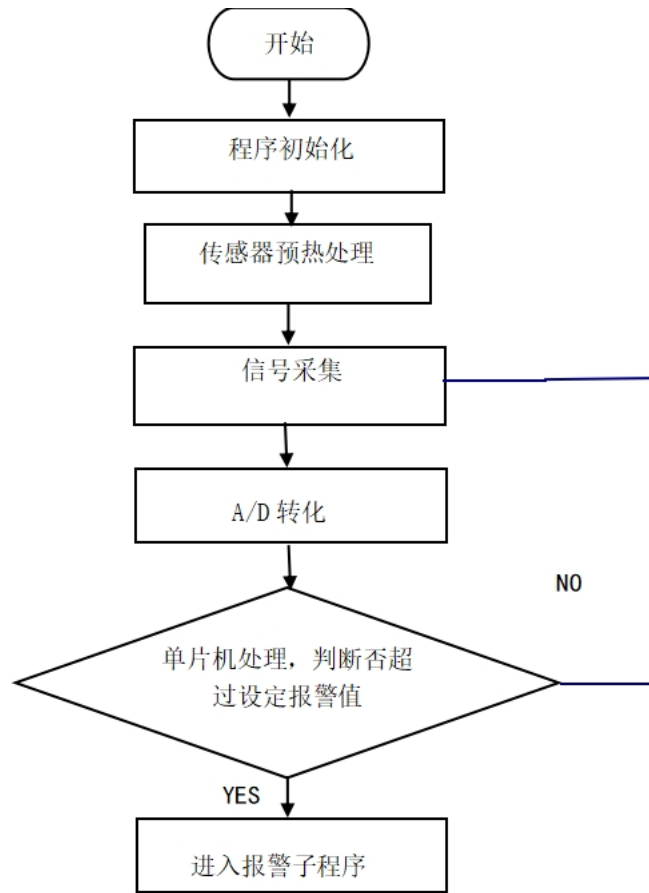 开始
程序初始化
传感器预热处理
信号采集
A/D 转化
NO
单片机处理，判断否超
过设定报警值
YES
进入报警子程序